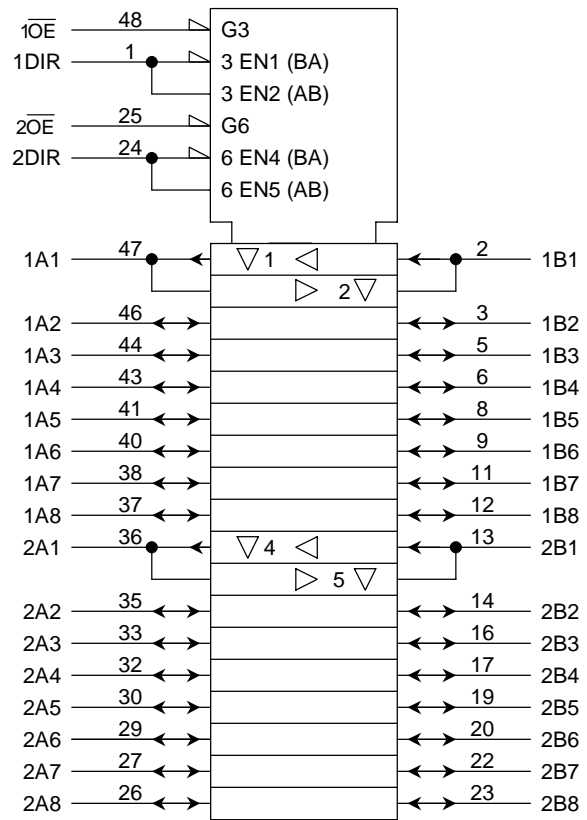 1O̅E̅ 48 G3
1DIR 1 3 EN1 (BA)
3 EN2 (AB)
2O̅E̅ 25 G6
2DIR 24 6 EN4 (BA)
6 EN5 (AB)
1A1 47 1 2 1B1
2
1A2 46 3 1B2
1A3 44 5 1B3
1A4 43 6 1B4
1A5 41 8 1B5
1A6 40 9 1B6
1A7 38 11 1B7
1A8 37 12 1B8
2A1 36 4 13 2B1
5
2A2 35 14 2B2
2A3 33 16 2B3
2A4 32 17 2B4
2A5 30 19 2B5
2A6 29 20 2B6
2A7 27 22 2B7
2A8 26 23 2B8